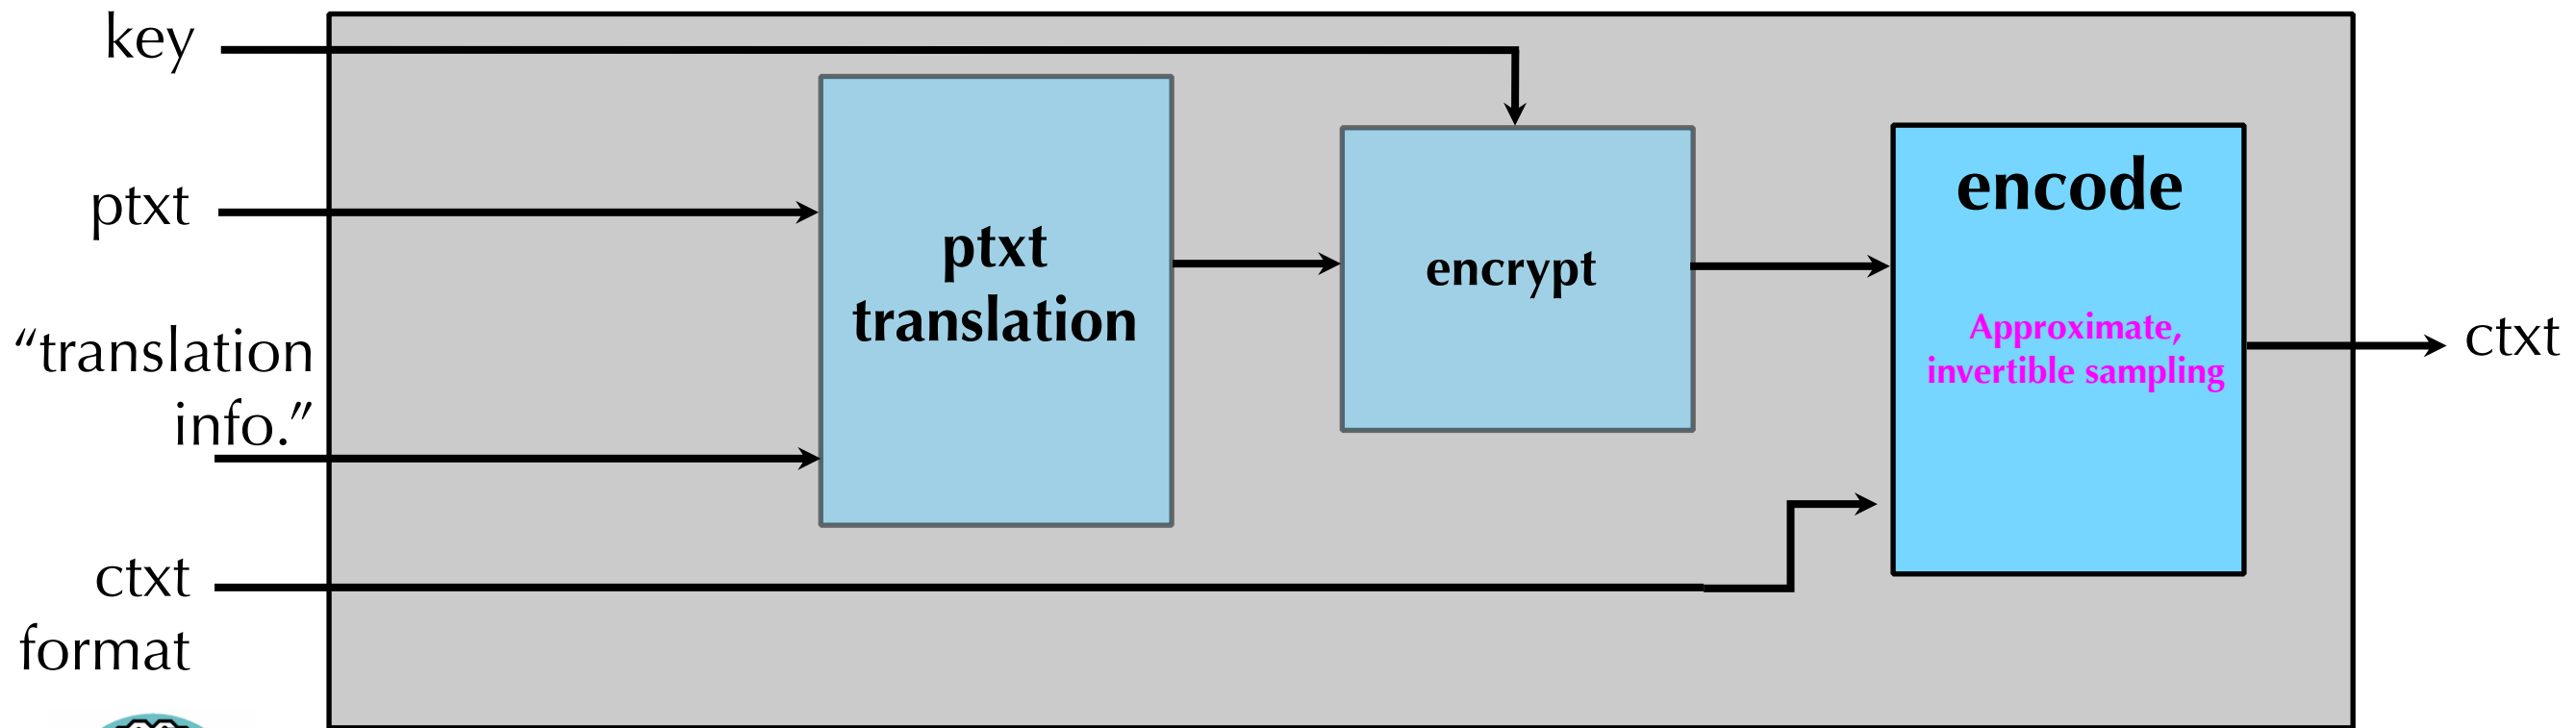 key
ptxt
“translation
info.”
ctxt
format
ptxt
translation
encrypt
encode
Approximate,
invertible sampling
ctxt